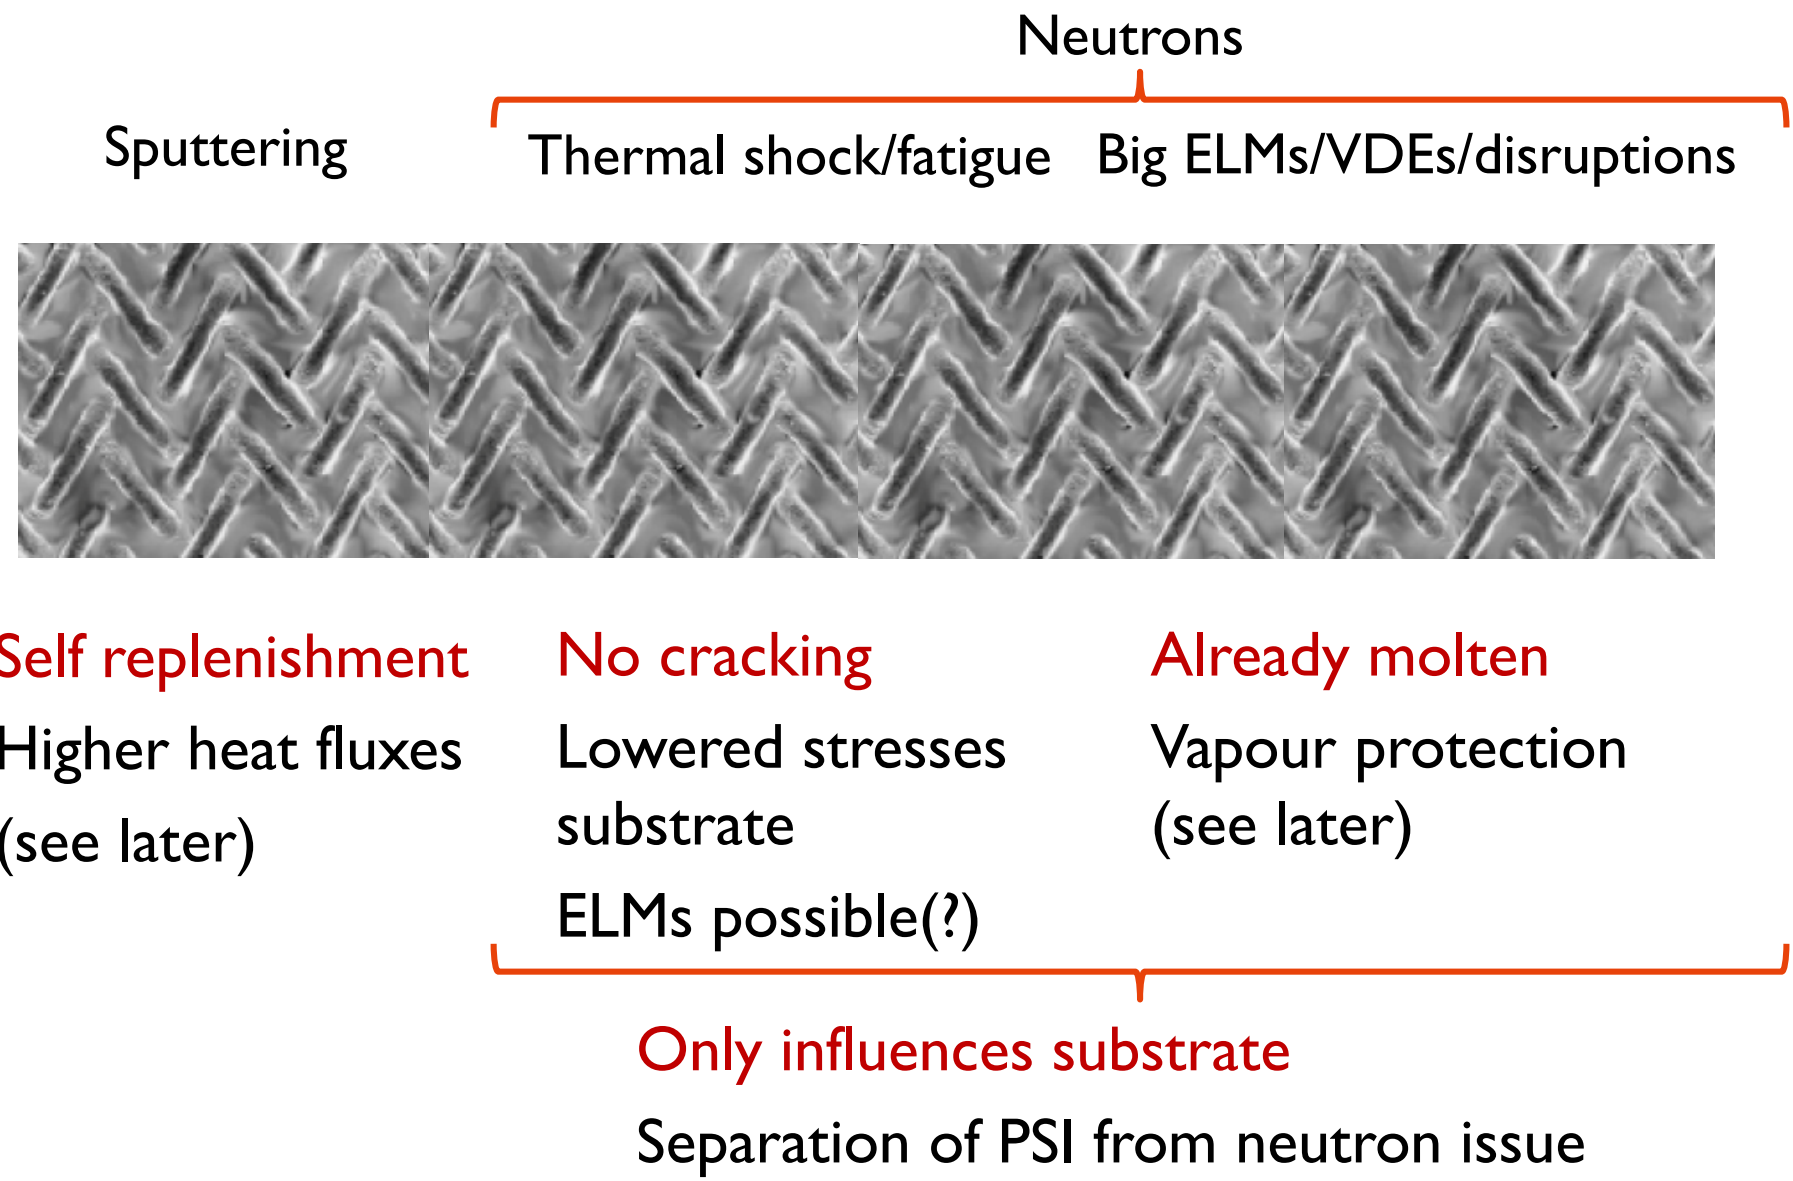 Neutrons
Sputtering
Thermal shock/fatigue
Big ELMs/VDEs/disruptions
Self replenishment
Higher heat fluxes
(see later)
No cracking
Lowered stresses
substrate
ELMs possible(?)
Already molten
Vapour protection
(see later)
Only influences substrate
Separation of PSI from neutron issue